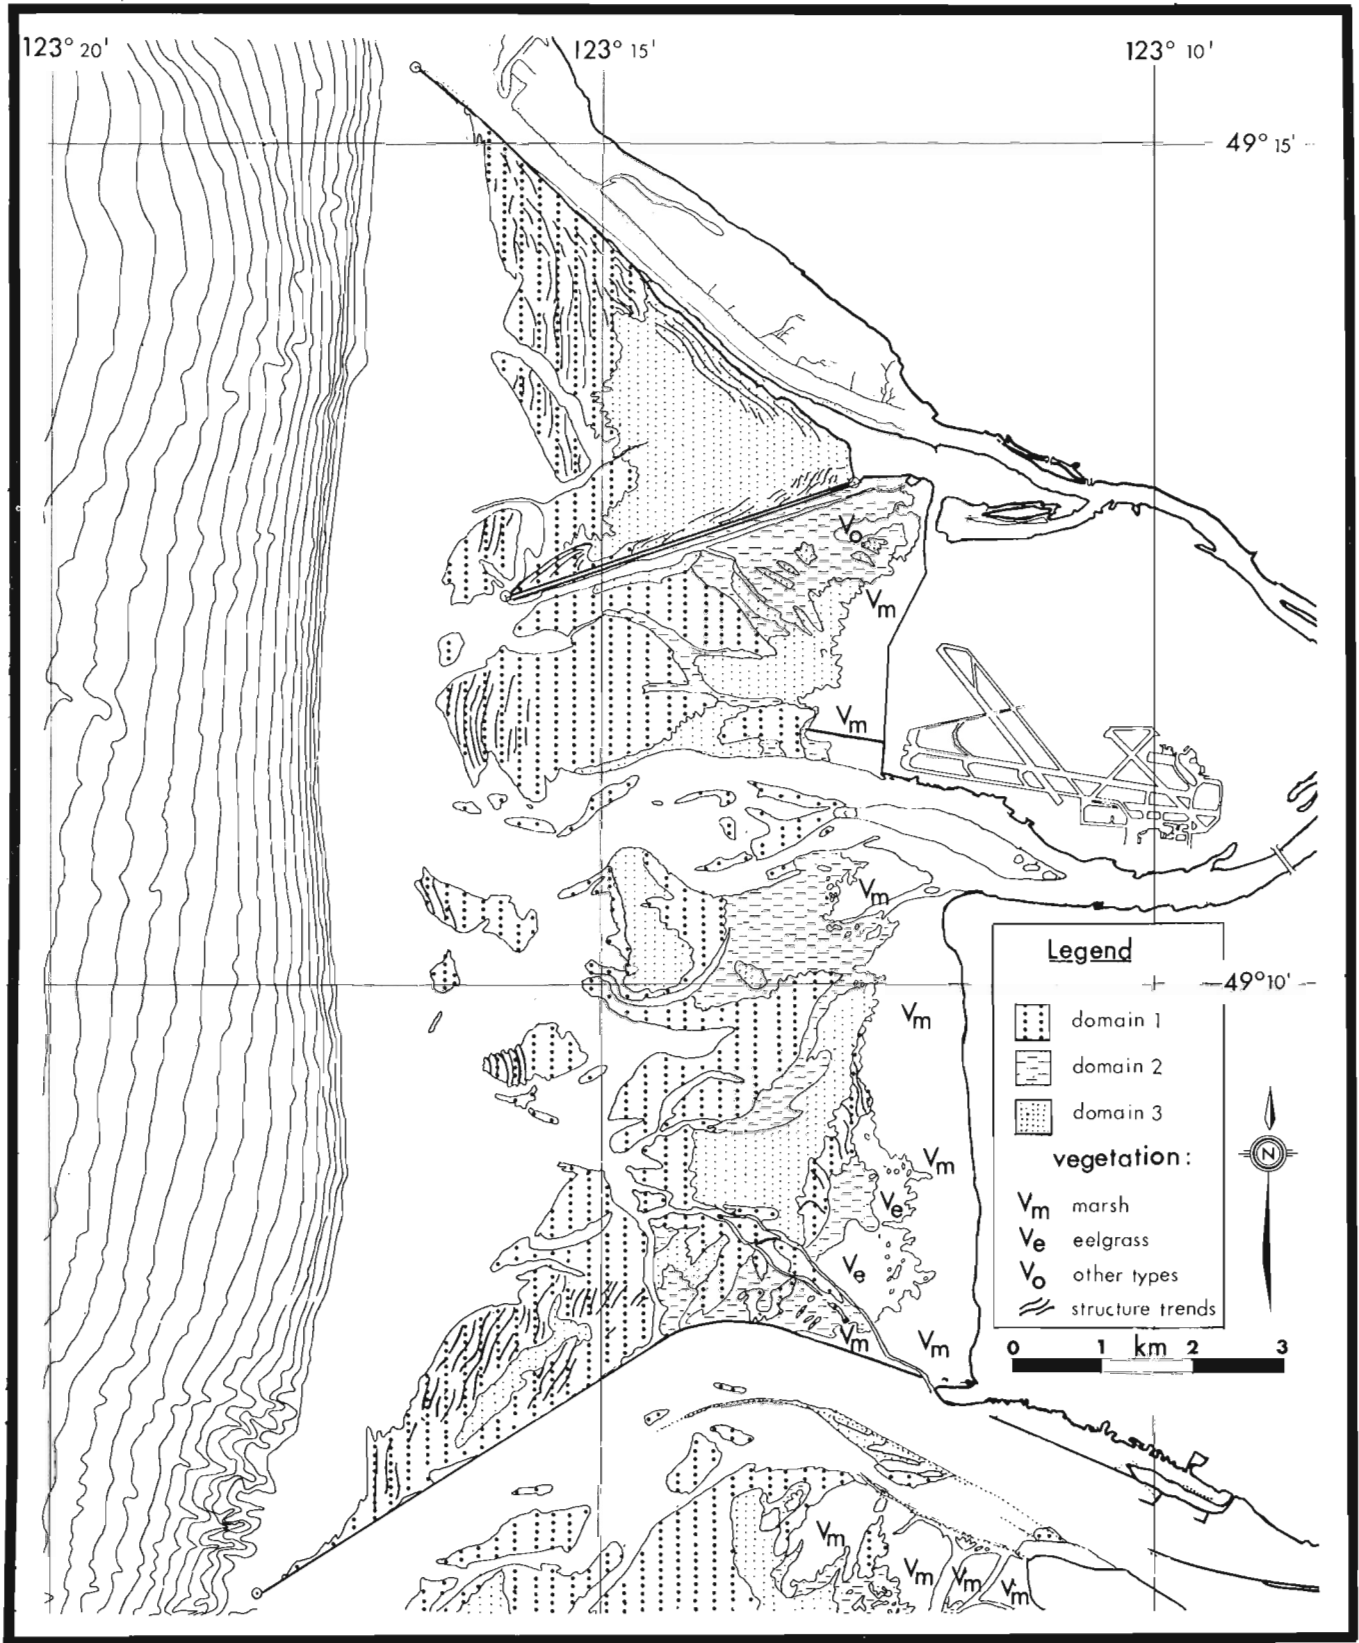 123° 20' 123° 15' 123° 10'
49° 15'
Vo
Vm
Vm
Vm
Legend
49° 10'
domain 1
Vm
domain 2
domain 3
Vm
vegetation:
Ve
Vm marsh
Ve eelgrass
Ve
Vo other types
structure trends
Vm Vm
0 1 km 2 3
N
Vm
Vm Vm Vm